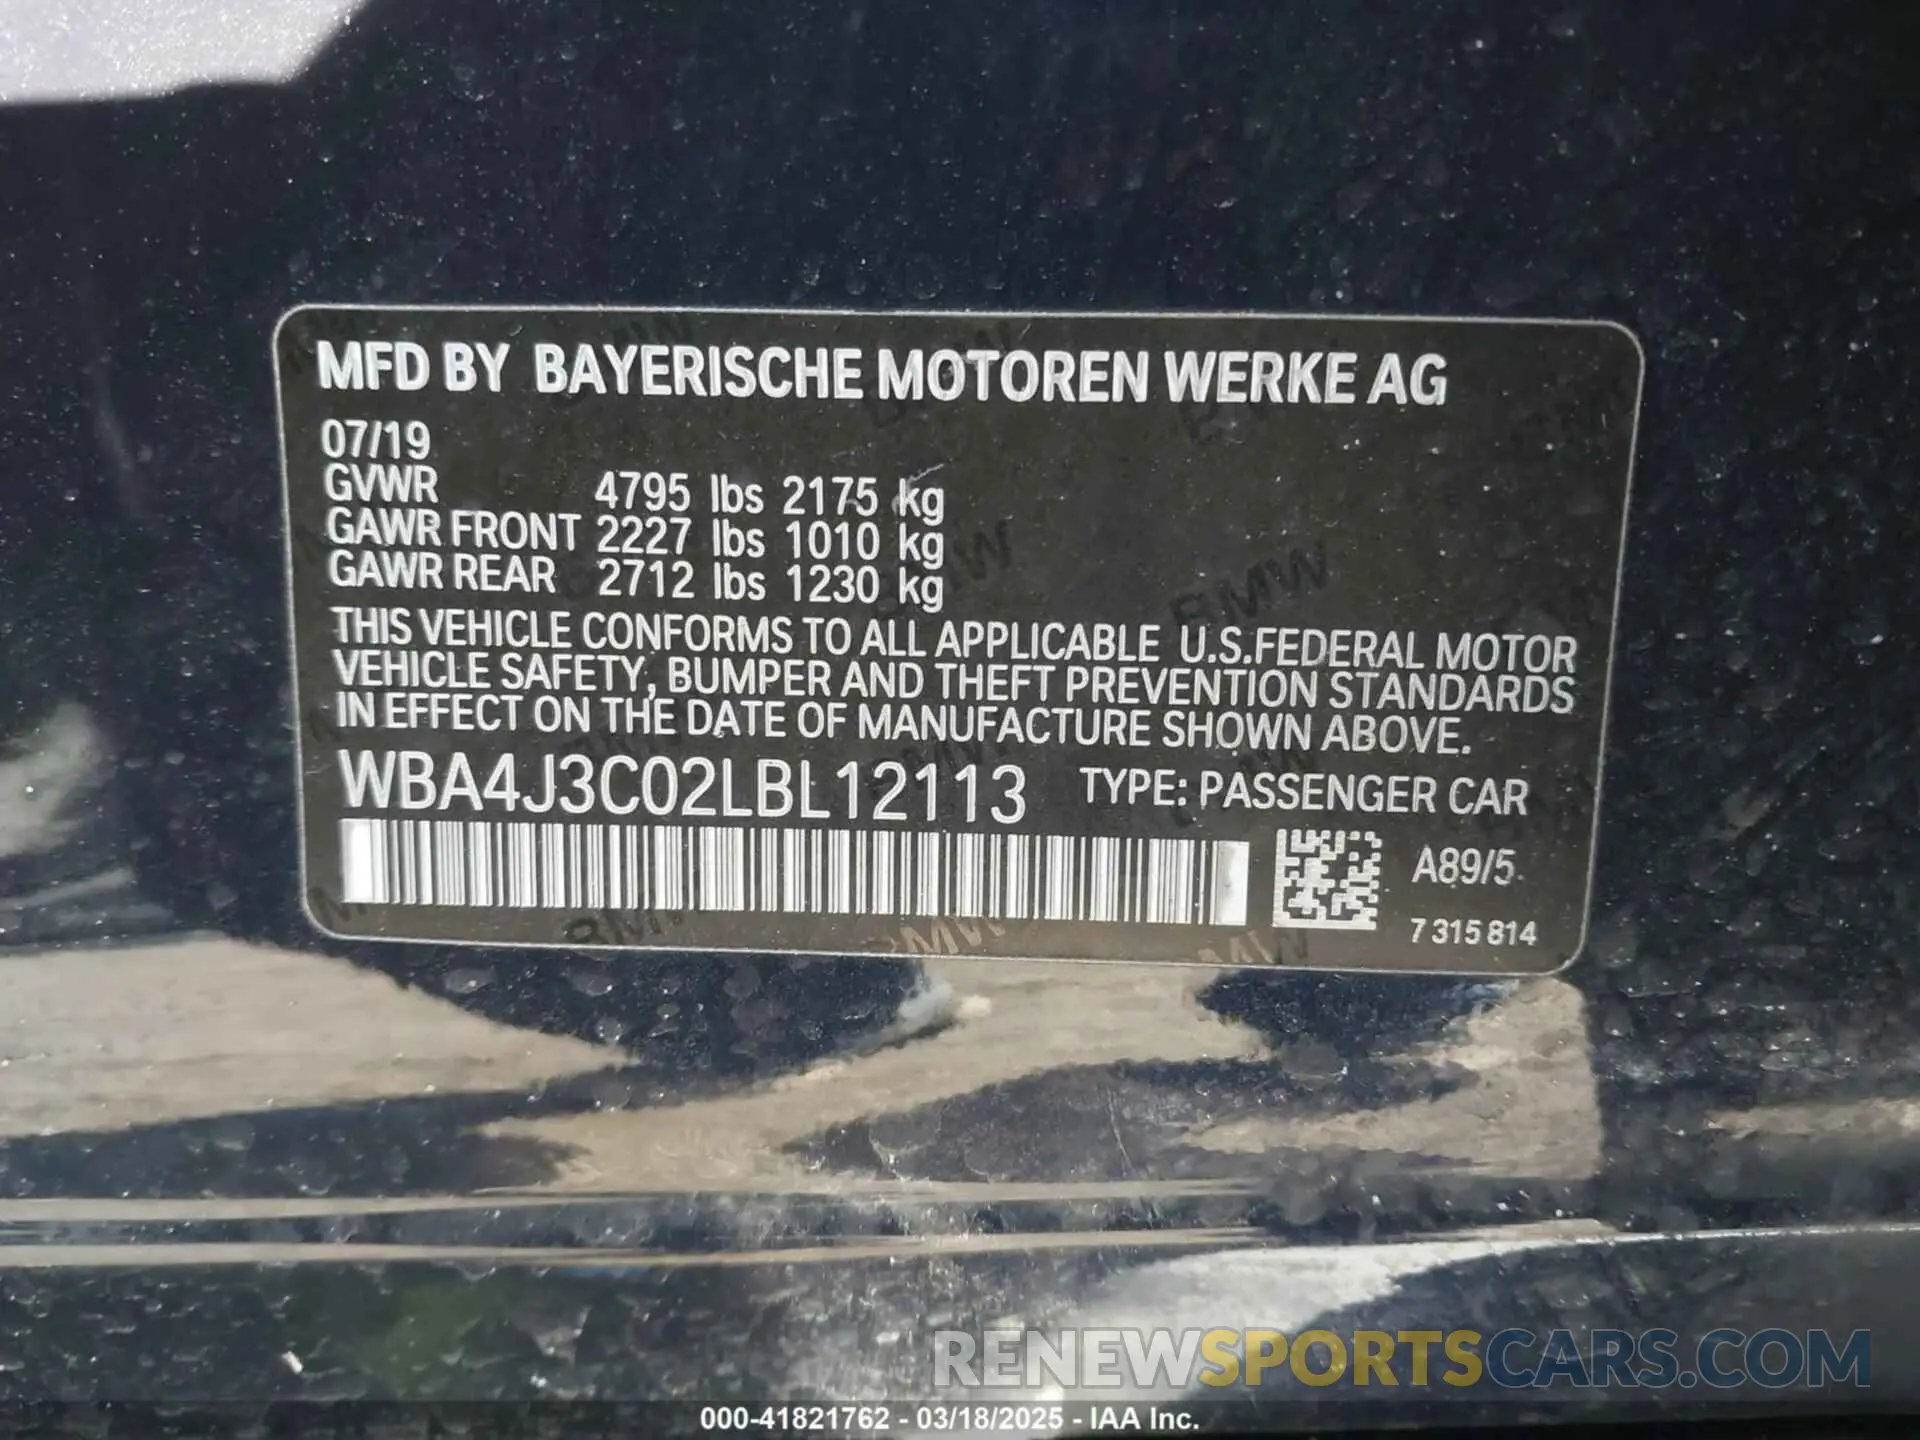 MFD BY BAYERISCHE MOTOREN WERKE AG
07/19
GVWR 4795 lbs 2175 kg
GAWR FRONT 2227 lbs 1010 kg
GAWR REAR 2712 lbs 1230 kg
THIS VEHICLE CONFORMS TO ALL APPLICABLE U.S.FEDERAL MOTOR
VEHICLE SAFETY, BUMPER AND THEFT PREVENTION STANDARDS
IN EFFECT ON THE DATE OF MANUFACTURE SHOWN ABOVE.
WBA4J3C02LBL12113 TYPE: PASSENGER CAR
A89/5
7 315 814
RENEWSPORTSCARS.COM
000-41821762 - 03/18/2025 - IAA Inc.